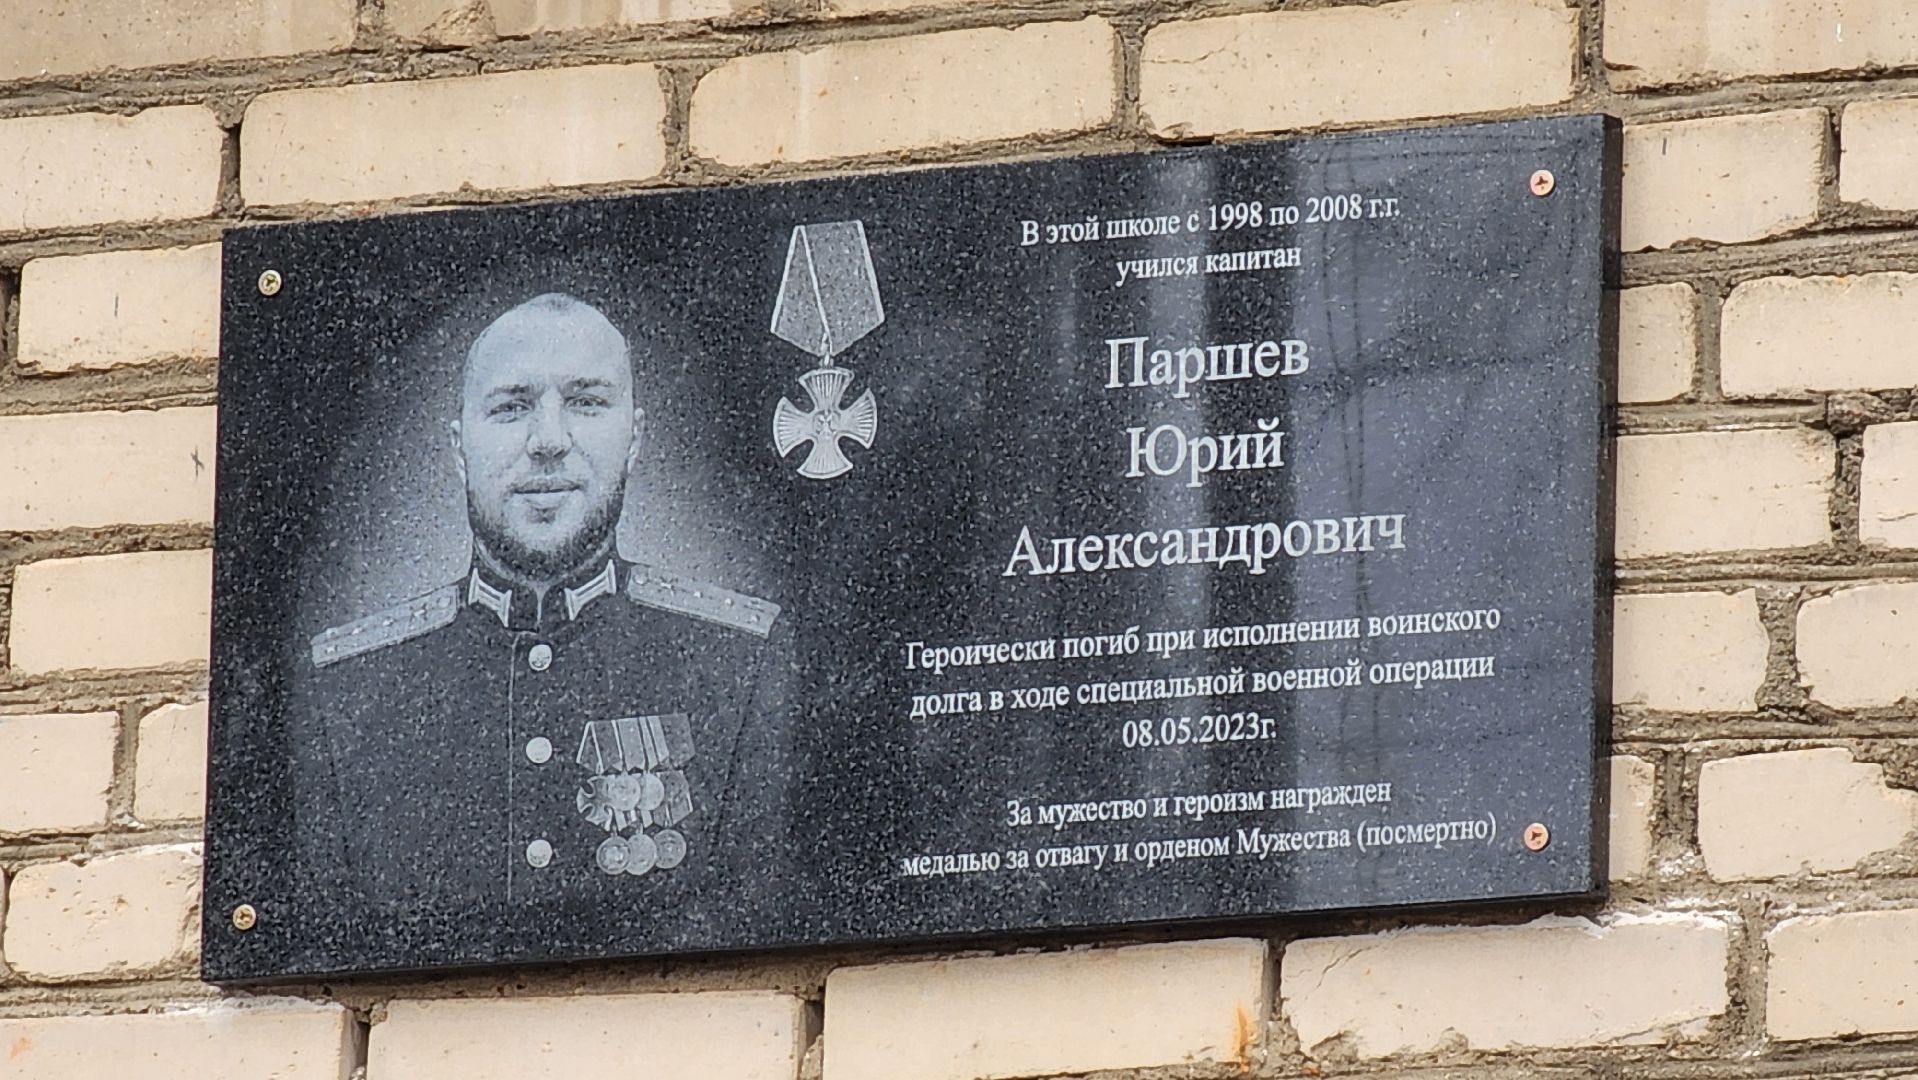 В этой школе с 1998 по 2008 г.г.
учился капитан
Паршев
Юрий
Александрович
Героически погиб при исполнении воинского
долга в ходе специальной военной операции
08.05.2023г.
За мужество и героизм награжден
медалью за отвагу и орденом Мужества (посмертно)